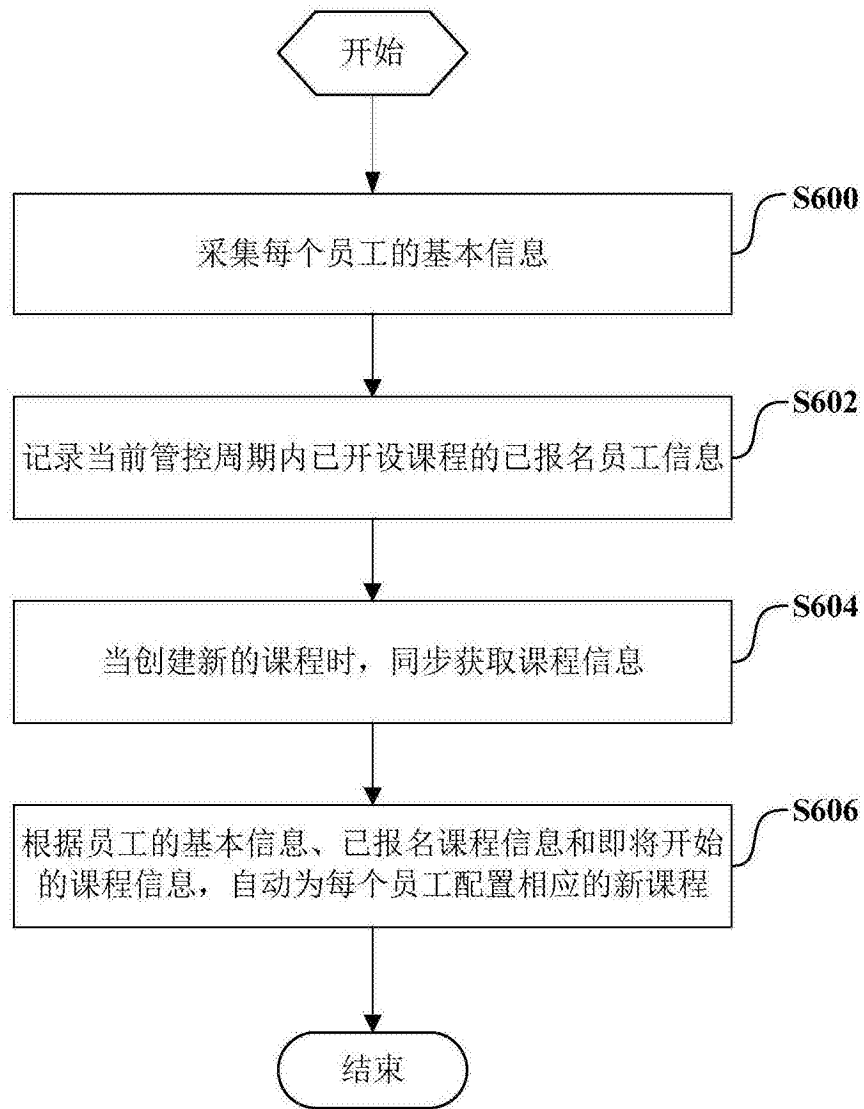 开始
S600
采集每个员工的基本信息
S602
记录当前管控周期内已开设课程的已报名员工信息
S604
当创建新的课程时，同步获取课程信息
S606
根据员工的基本信息、已报名课程信息和即将开始
的课程信息，自动为每个员工配置相应的新课程
结束